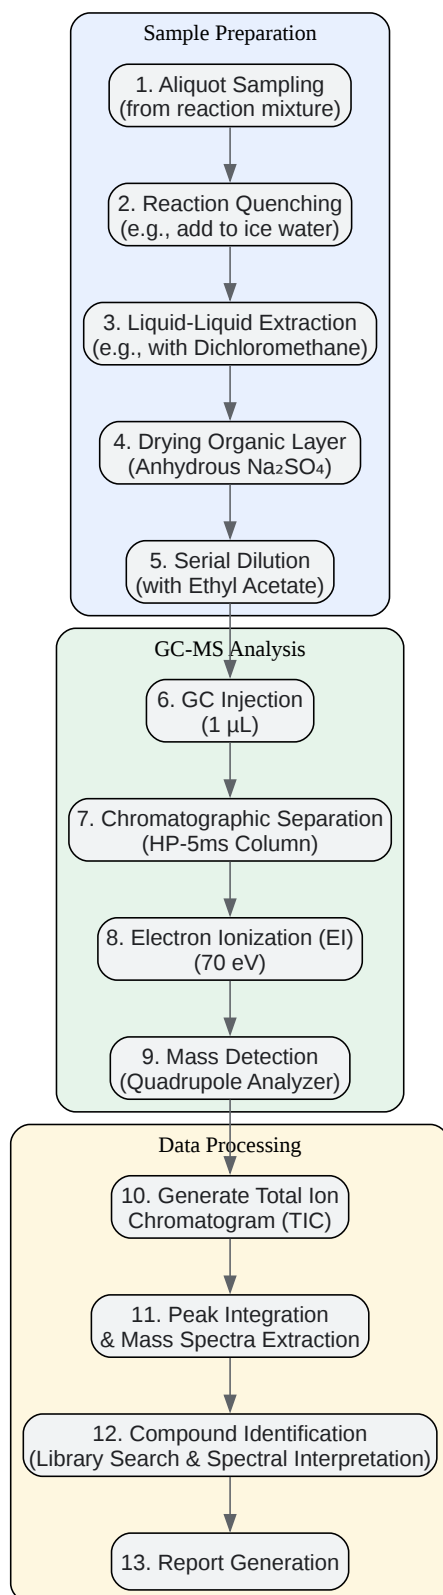 Sample Preparation
1. Aliquot Sampling
(from reaction mixture)
2. Reaction Quenching
(e.g., add to ice water)
3. Liquid-Liquid Extraction
(e.g., with Dichloromethane)
4. Drying Organic Layer
(Anhydrous Na₂SO₄)
5. Serial Dilution
(with Ethyl Acetate)
GC-MS Analysis
6. GC Injection
(1 µL)
7. Chromatographic Separation
(HP-5ms Column)
8. Electron Ionization (EI)
(70 eV)
9. Mass Detection
(Quadrupole Analyzer)
Data Processing
10. Generate Total Ion
Chromatogram (TIC)
11. Peak Integration
& Mass Spectra Extraction
12. Compound Identification
(Library Search & Spectral Interpretation)
13. Report Generation